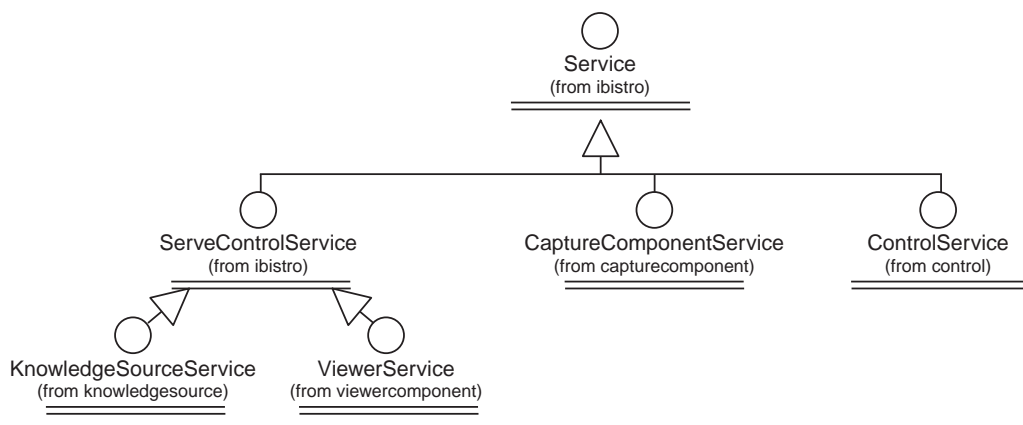 Service
(from ibistro)
ServeControlService
(from ibistro)
CaptureComponentService
(from capturecomponent)
ControlService
(from control)
KnowledgeSourceService
(from knowledgesource)
ViewerService
(from viewercomponent)